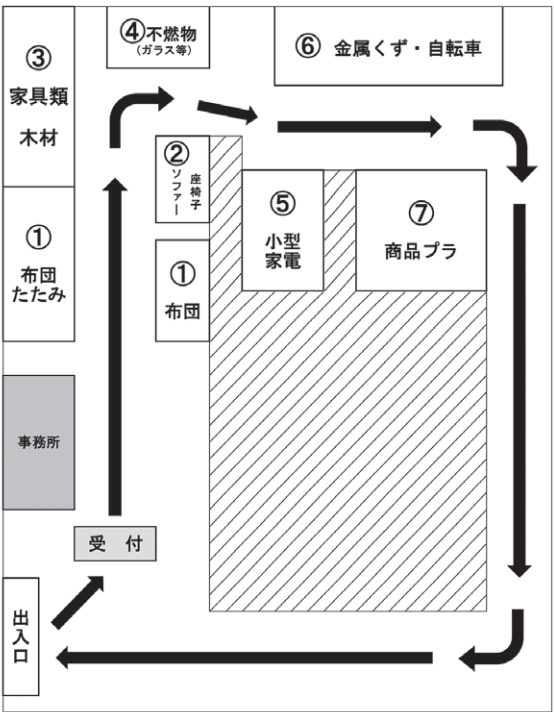 ③
家具類
木材
④不燃物
(ガラス等)
⑥ 金属くず・自転車
②
座椅子
ソファー
①
布団
たたみ
①
布団
⑤
小型
家電
⑦
商品プラ
事務所
受 付
出入口